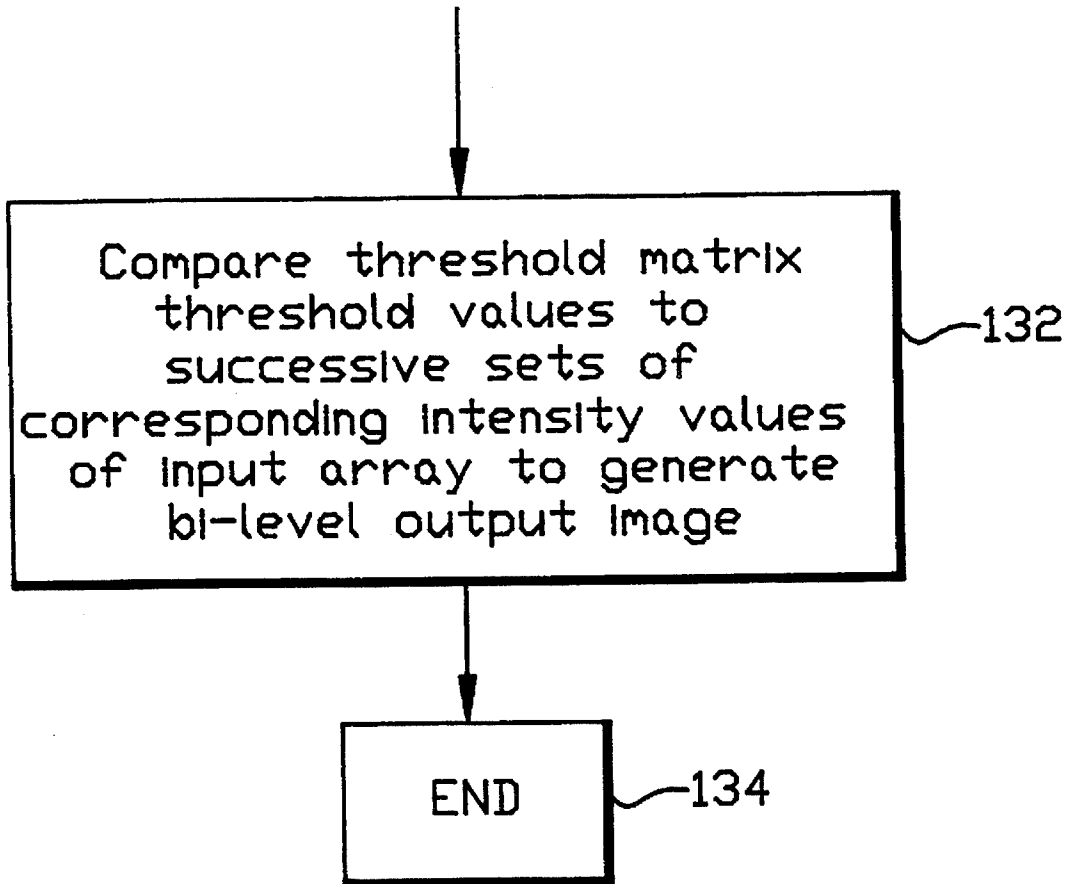 Compare threshold matrix
threshold values to
successive sets of
corresponding intensity values
of input array to generate
bi-level output image
132
END
134